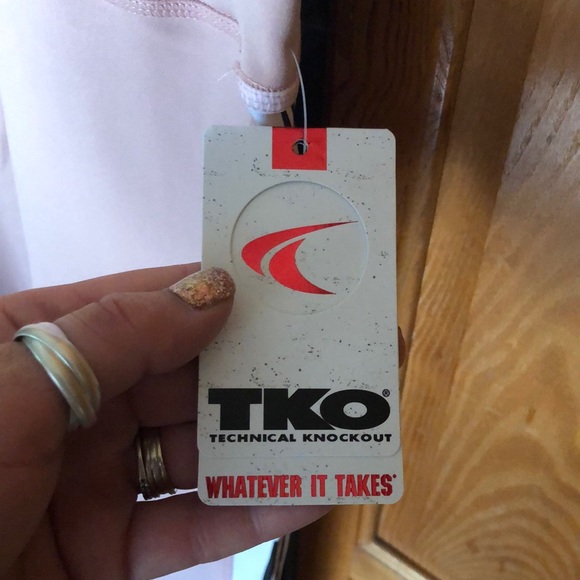 TKO®
TECHNICAL KNOCKOUT
WHATEVER IT TAKES®